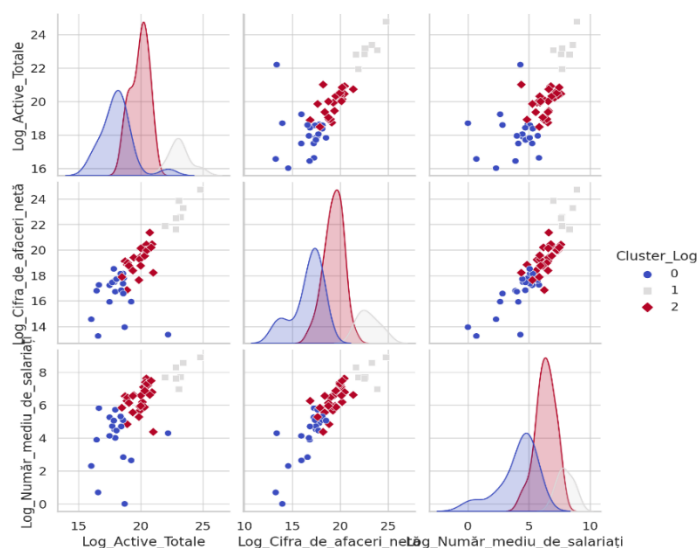 Log_Active_Totale
24
22
20
18
16
Log_Cifra_de_afaceri_netă
24
22
20
18
16
14
Log_Număr_mediu_de_salariați
8
6
4
2
0
15 20 25
10 15 20 25
0 5 10
Log_Active_Totale Log_Cifra_de_afaceri_netă Log_Număr_mediu_de_salariați
Cluster_Log
0
1
2